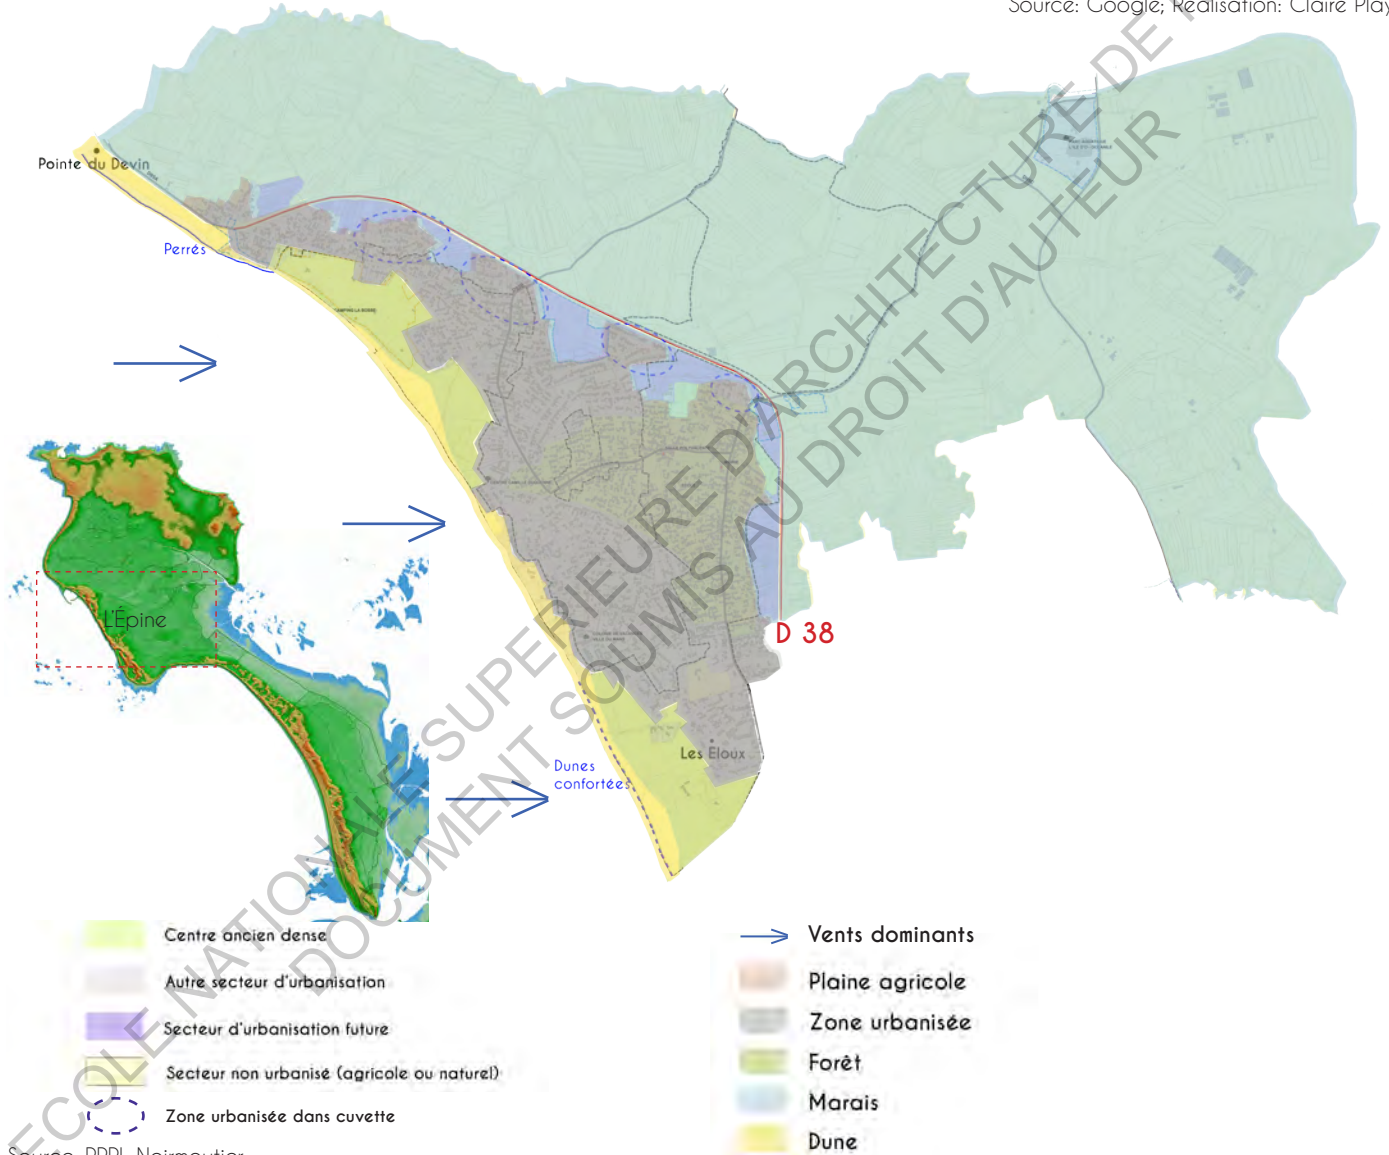 Source: Google; Réalisation: Claire Play
Pointe du Devin
Perrés
L'Épine
D 38
Les Eloux
Dunes
confortées
Centre ancien dense
Autre secteur d'urbanisation
Secteur d'urbanisation future
Secteur non urbanisé (agricole ou naturel)
Zone urbanisée dans cuvette
Vents dominants
Plaine agricole
Zone urbanisée
Forêt
Marais
Dune
Source: PPRL Noirmoutier
ECOLE NATIONALE SUPERIEURE D'ARCHITECTURE DE
DOCUMENT SOUMIS AU DROIT D'AUTEUR